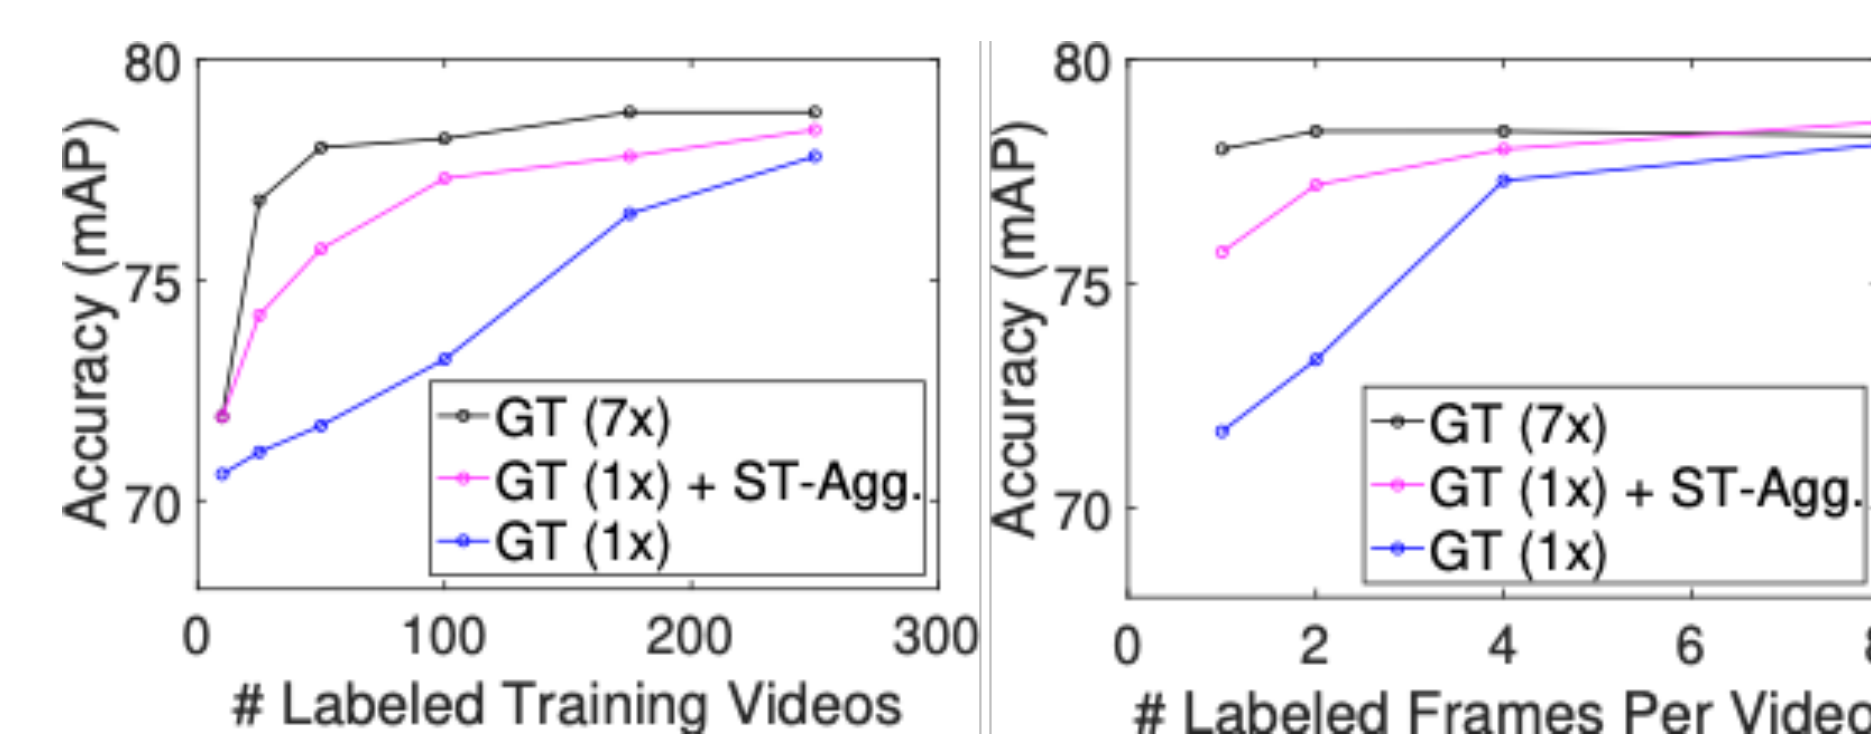 80
75
70
Accuracy (mAP)
GT (7x)
GT (1x) + ST-Agg.
GT (1x)
0 100 200 300
# Labeled Training Videos
80
75
70
Accuracy (mAP)
GT (7x)
GT (1x) + ST-Agg.
GT (1x)
0 2 4 6 8
# Labeled Frames Per Video